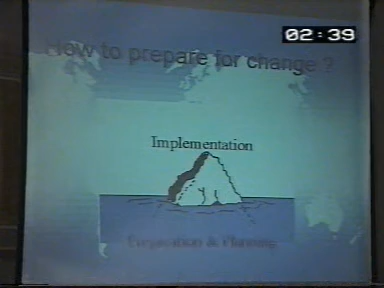 02:39
How to prepare for change ?
Implementation
Preparation & Planning